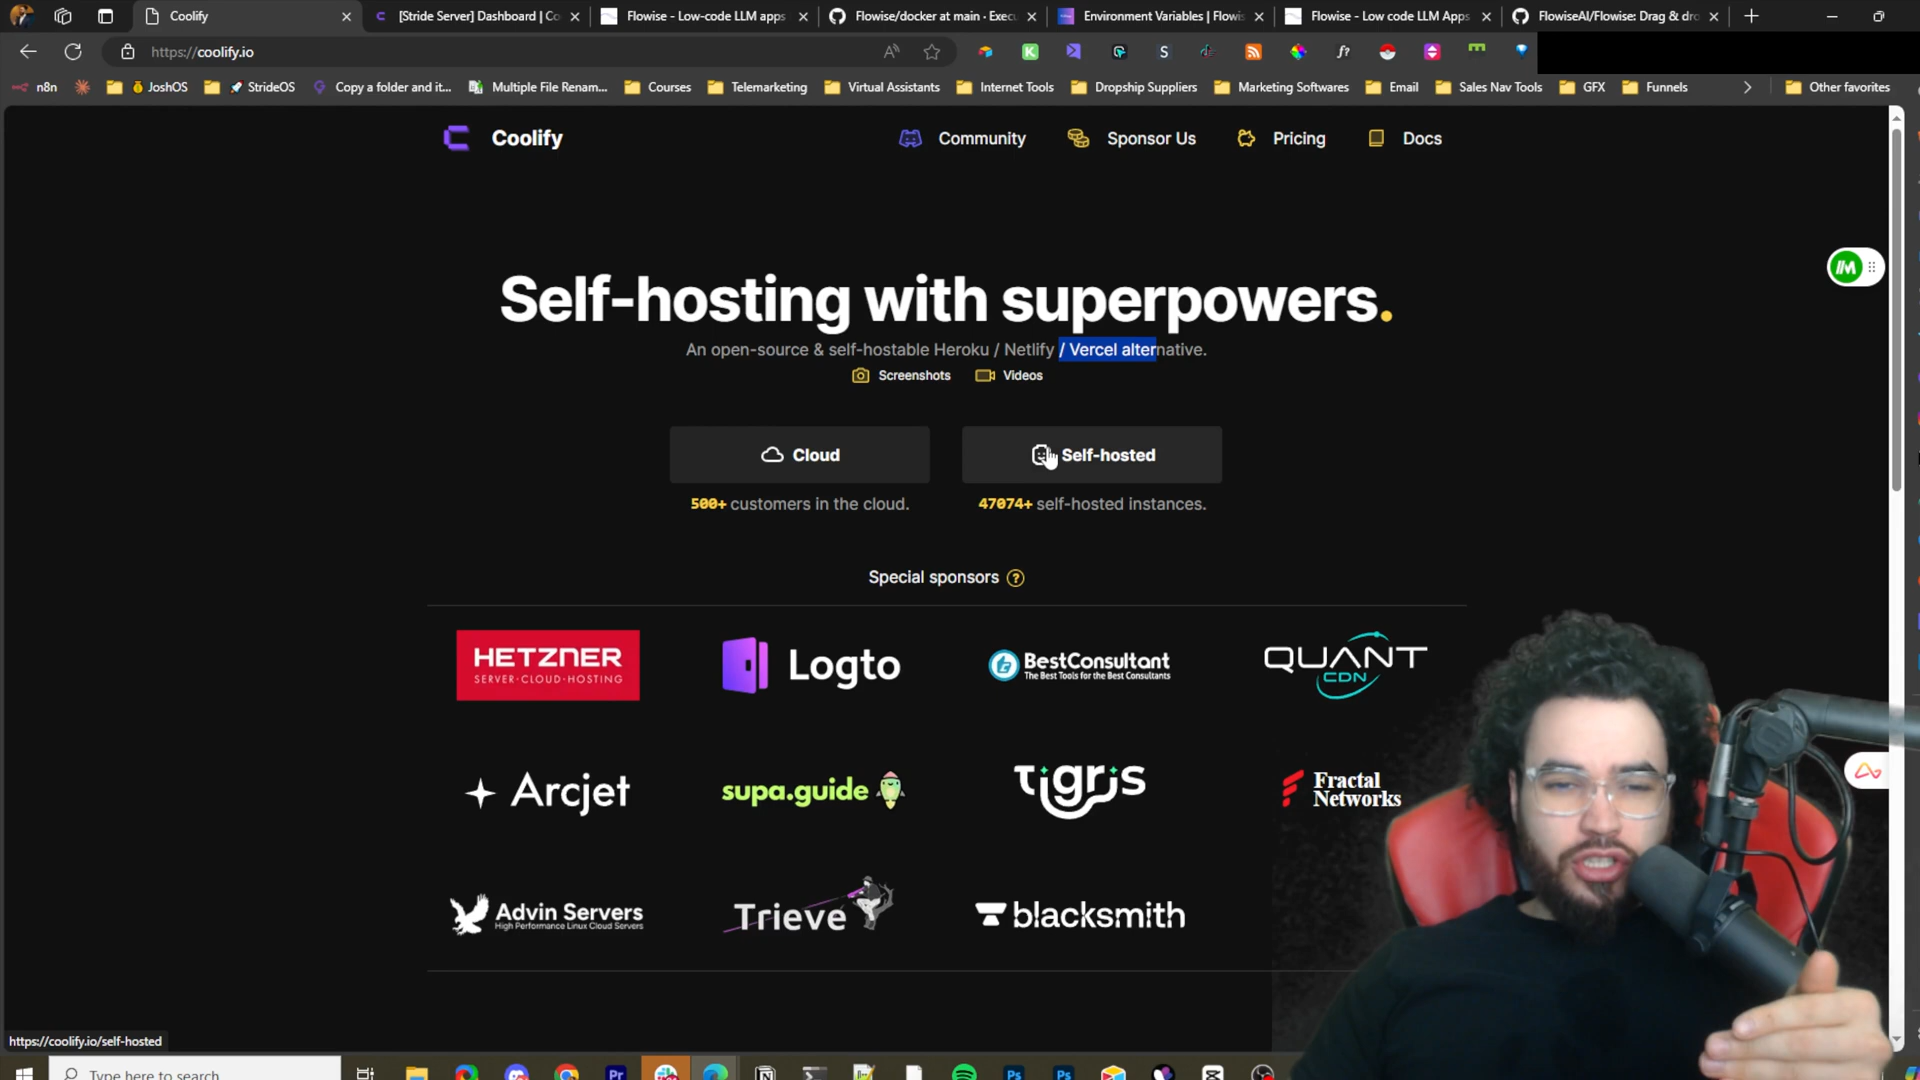 Coolify
[Stride Server] Dashboard | Co
Flowise - Low-code LLM apps
Flowise/docker at main · Exec
Environment Variables | Flowis
Flowise - Low code LLM Apps
FlowiseAI/Flowise: Drag & dro
https://coolify.io
n8n
JoshOS
StrideOS
Copy a folder and it...
Multiple File Renam...
Courses
Telemarketing
Virtual Assistants
Internet Tools
Dropship Suppliers
Marketing Softwares
Email
Sales Nav Tools
GFX
Funnels
Other favorites
Coolify
Community
Sponsor Us
Pricing
Docs
Self-hosting with superpowers.
An open-source & self-hostable Heroku / Netlify / Vercel alternative.
Screenshots
Videos
Cloud
Self-hosted
500+ customers in the cloud.
47074+ self-hosted instances.
Special sponsors ?
HETZNER
SERVER·CLOUD·HOSTING
Logto
BestConsultant
The Best Tools for the Best Consultants
QUANT
CDN
Arcjet
supa.guide
tigris
Fractal
Networks
Advin Servers
High Performance Linux Cloud Servers
Trieve
blacksmith
https://coolify.io/self-hosted
Type here to search